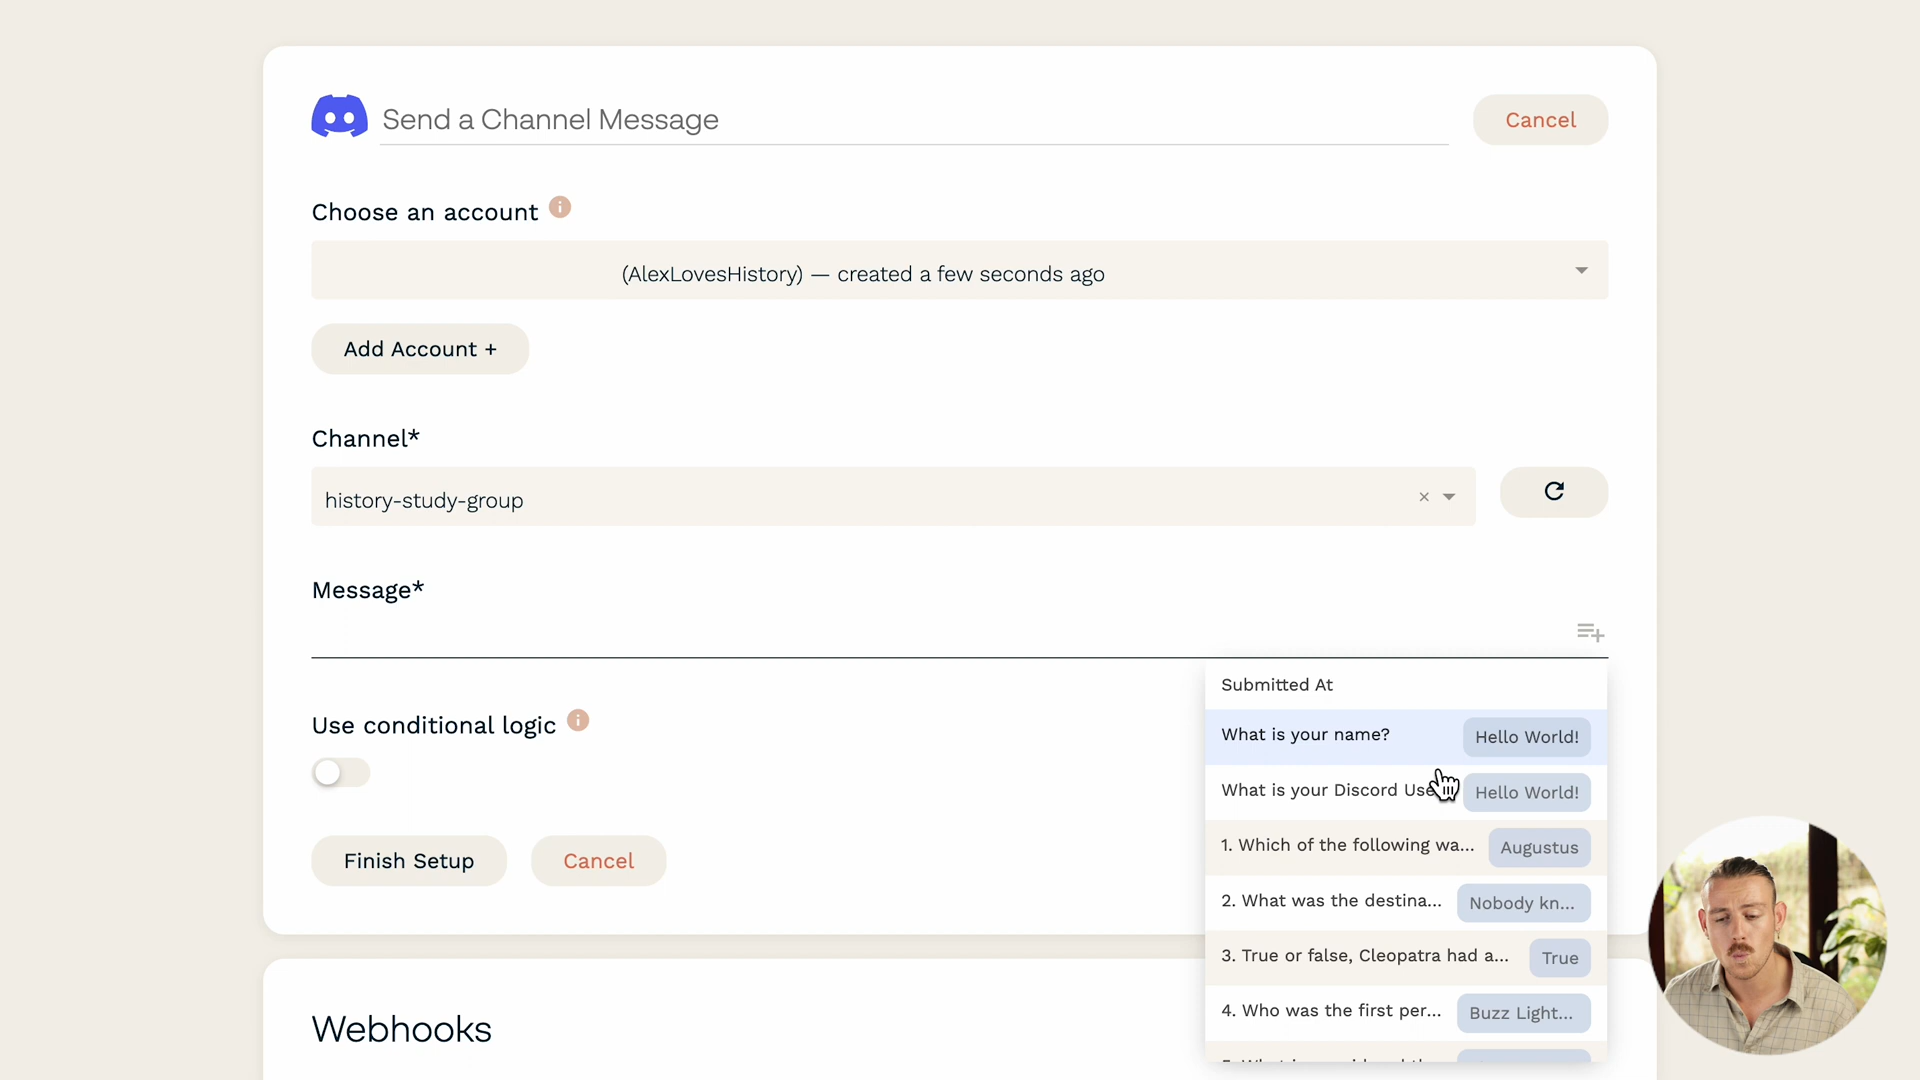 Send a Channel Message
Cancel
Choose an account
(AlexLovesHistory) — created a few seconds ago
Add Account +
Channel*
history-study-group
Message*
Submitted At
What is your name? Hello World!
What is your Discord Use Hello World!
1. Which of the following wa... Augustus
2. What was the destina... Nobody kn...
3. True or false, Cleopatra had a... True
4. Who was the first per... Buzz Light...
Use conditional logic
Finish Setup
Cancel
Webhooks